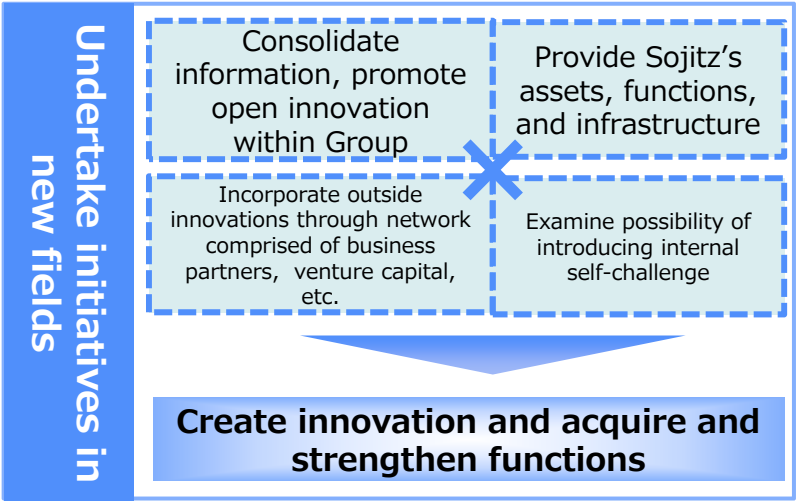 Undertake initiatives in
new fields
Consolidate
information, promote
open innovation
within Group
Provide Sojitz’s
assets, functions,
and infrastructure
Incorporate outside
innovations through network
comprised of business
partners,  venture capital,
etc.
Examine possibility of
introducing internal
self-challenge
Create innovation and acquire and
strengthen functions